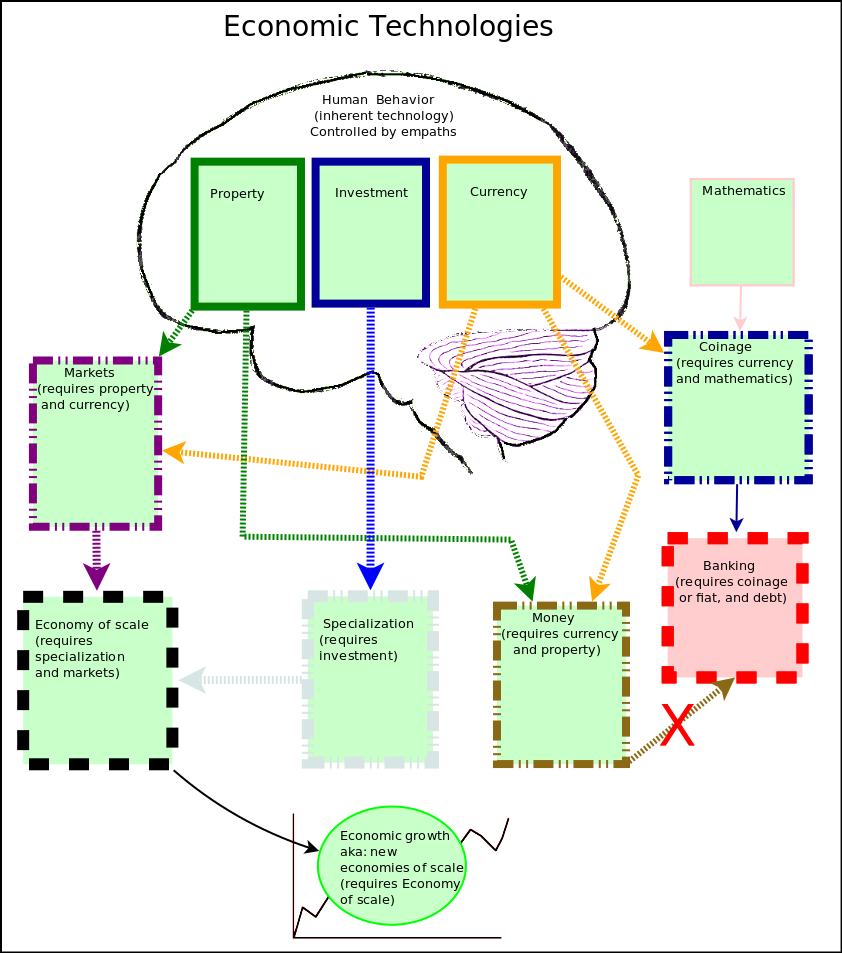 Economic Technologies
Human Behavior
(inherent technology)
Controlled by empaths
Property
Investment
Currency
Mathematics
Markets
(requires property
and currency)
Coinage
(requires currency
and mathematics)
Banking
(requires coinage
or fiat, and debt)
Economy of scale
(requires
specialization
and markets)
Specialization
(requires
investment)
Money
(requires currency
and property)
X
Economic growth
aka: new
economies of scale
(requires Economy
of scale)